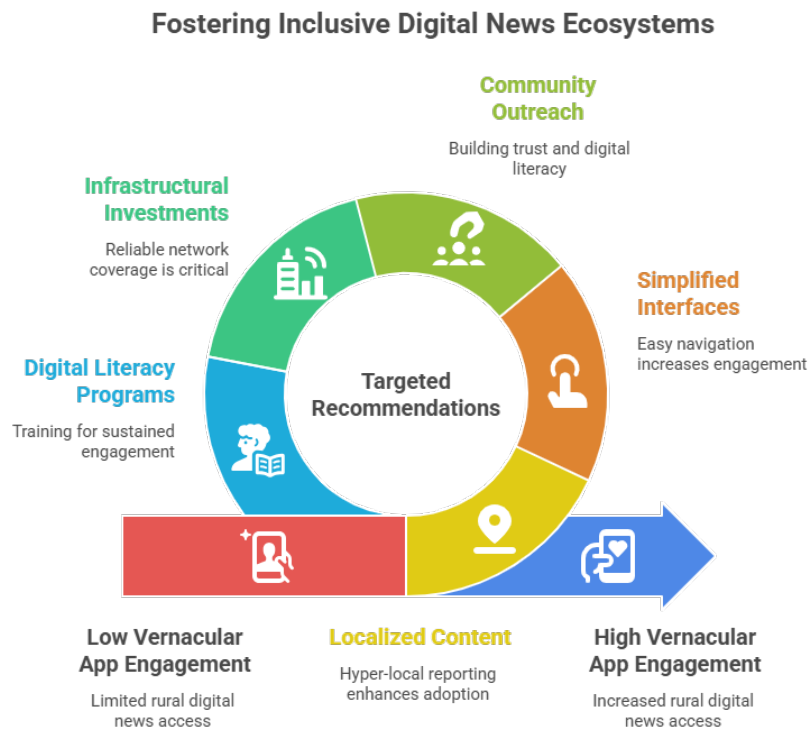 Fostering Inclusive Digital News Ecosystems
Community
Outreach
Building trust and digital
literacy
Infrastructural
Investments
Reliable network
coverage is critical
Simplified
Interfaces
Easy navigation
increases engagement
Digital Literacy
Programs
Training for sustained
engagement
Targeted
Recommendations
Low Vernacular
App Engagement
Limited rural digital
news access
Localized Content
Hyper-local reporting
enhances adoption
High Vernacular
App Engagement
Increased rural digital
news access